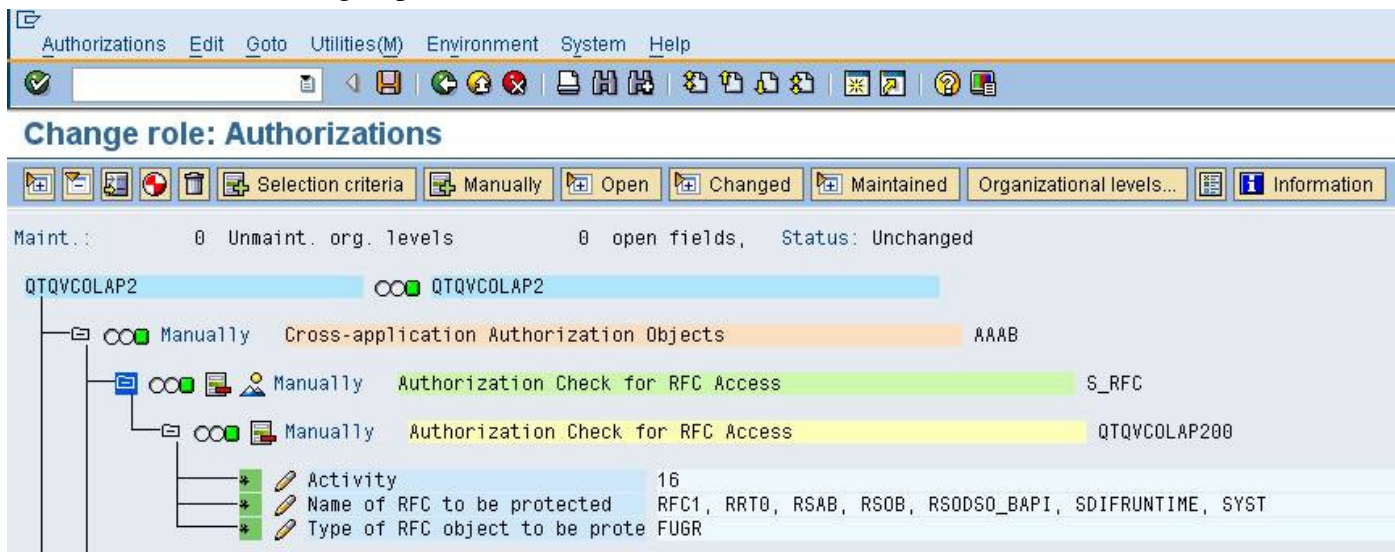 Authorizations Edit Goto Utilities(M) Environment System Help
Change role: Authorizations
Selection criteria Manually Open Changed Maintained Organizational levels... Information
Maint.: 0 Unmaint. org. levels 0 open fields, Status: Unchanged
QTQVCOLAP2 QTQVCOLAP2
Manually Cross-application Authorization Objects AAAB
Manually Authorization Check for RFC Access S_RFC
Manually Authorization Check for RFC Access QTQVCOLAP200
Activity 16
Name of RFC to be protected RFC1, RRT0, RSAB, RSOB, RSODSO_BAPI, SDIFRUNTIME, SYST
Type of RFC object to be prote FUGR